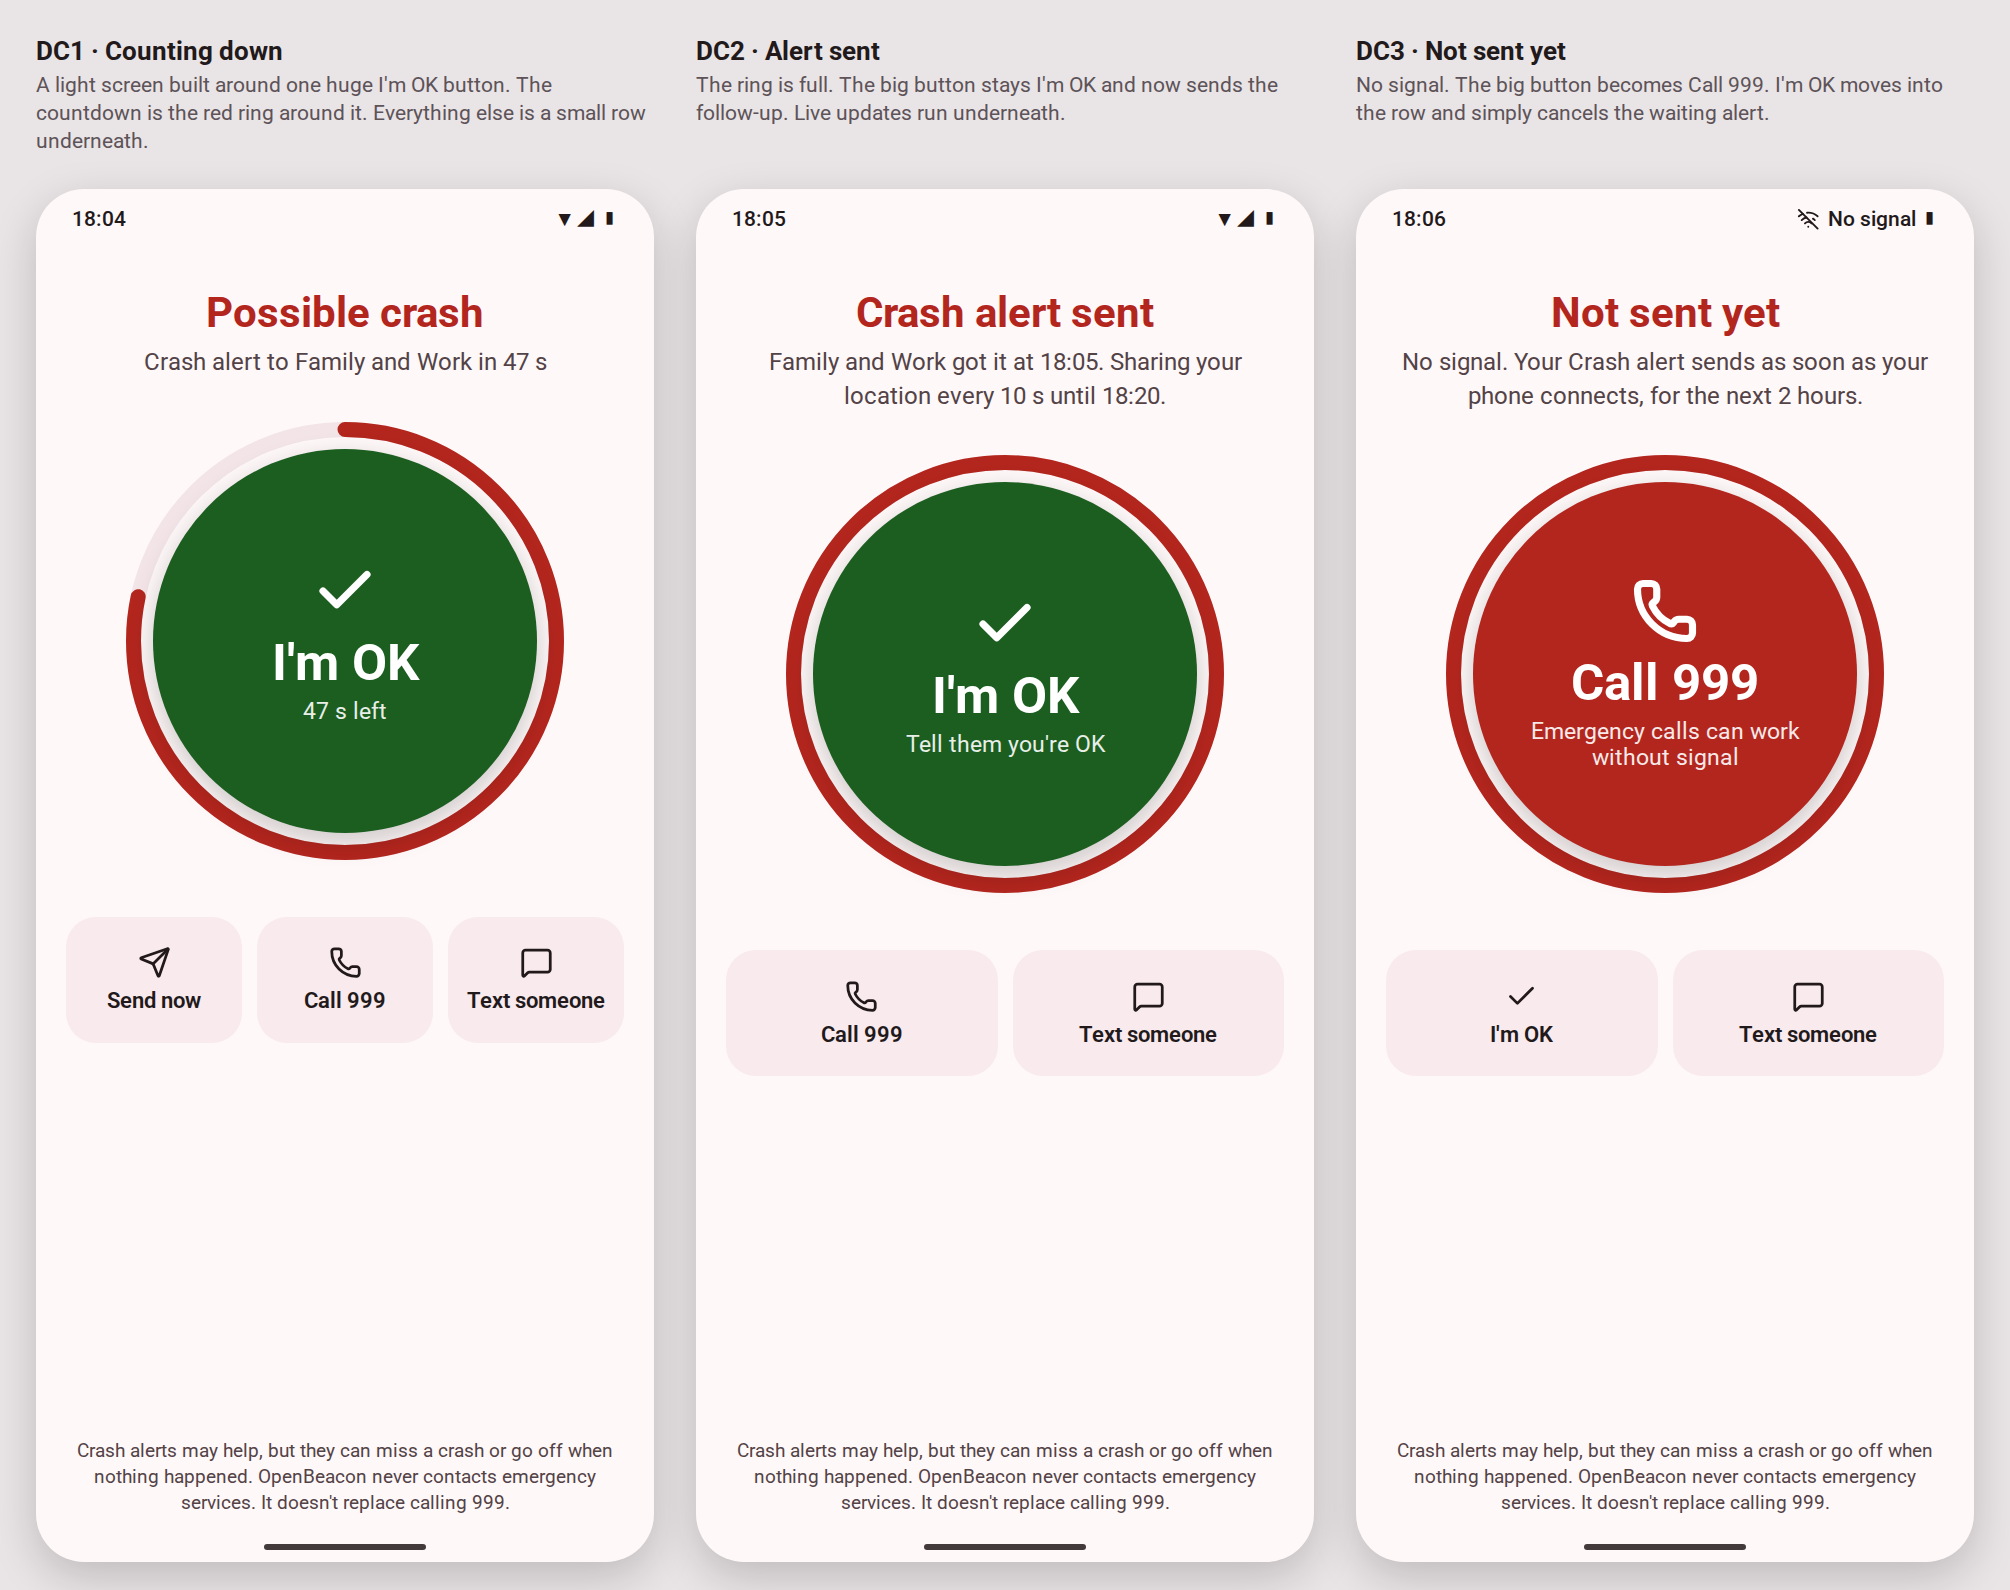 DC1 · Counting down
A light screen built around one huge I'm OK button. The
countdown is the red ring around it. Everything else is a small row
underneath.
18:04
Possible crash
Crash alert to Family and Work in 47 s
I'm OK
47 s left
Send now
Call 999
Text someone
Crash alerts may help, but they can miss a crash or go off when
nothing happened. OpenBeacon never contacts emergency
services. It doesn't replace calling 999.
DC2 · Alert sent
The ring is full. The big button stays I'm OK and now sends the
follow-up. Live updates run underneath.
18:05
Crash alert sent
Family and Work got it at 18:05. Sharing your
location every 10 s until 18:20.
I'm OK
Tell them you're OK
Call 999
Text someone
Crash alerts may help, but they can miss a crash or go off when
nothing happened. OpenBeacon never contacts emergency
services. It doesn't replace calling 999.
DC3 · Not sent yet
No signal. The big button becomes Call 999. I'm OK moves into
the row and simply cancels the waiting alert.
18:06
No signal
Not sent yet
No signal. Your Crash alert sends as soon as your
phone connects, for the next 2 hours.
Call 999
Emergency calls can work
without signal
I'm OK
Text someone
Crash alerts may help, but they can miss a crash or go off when
nothing happened. OpenBeacon never contacts emergency
services. It doesn't replace calling 999.